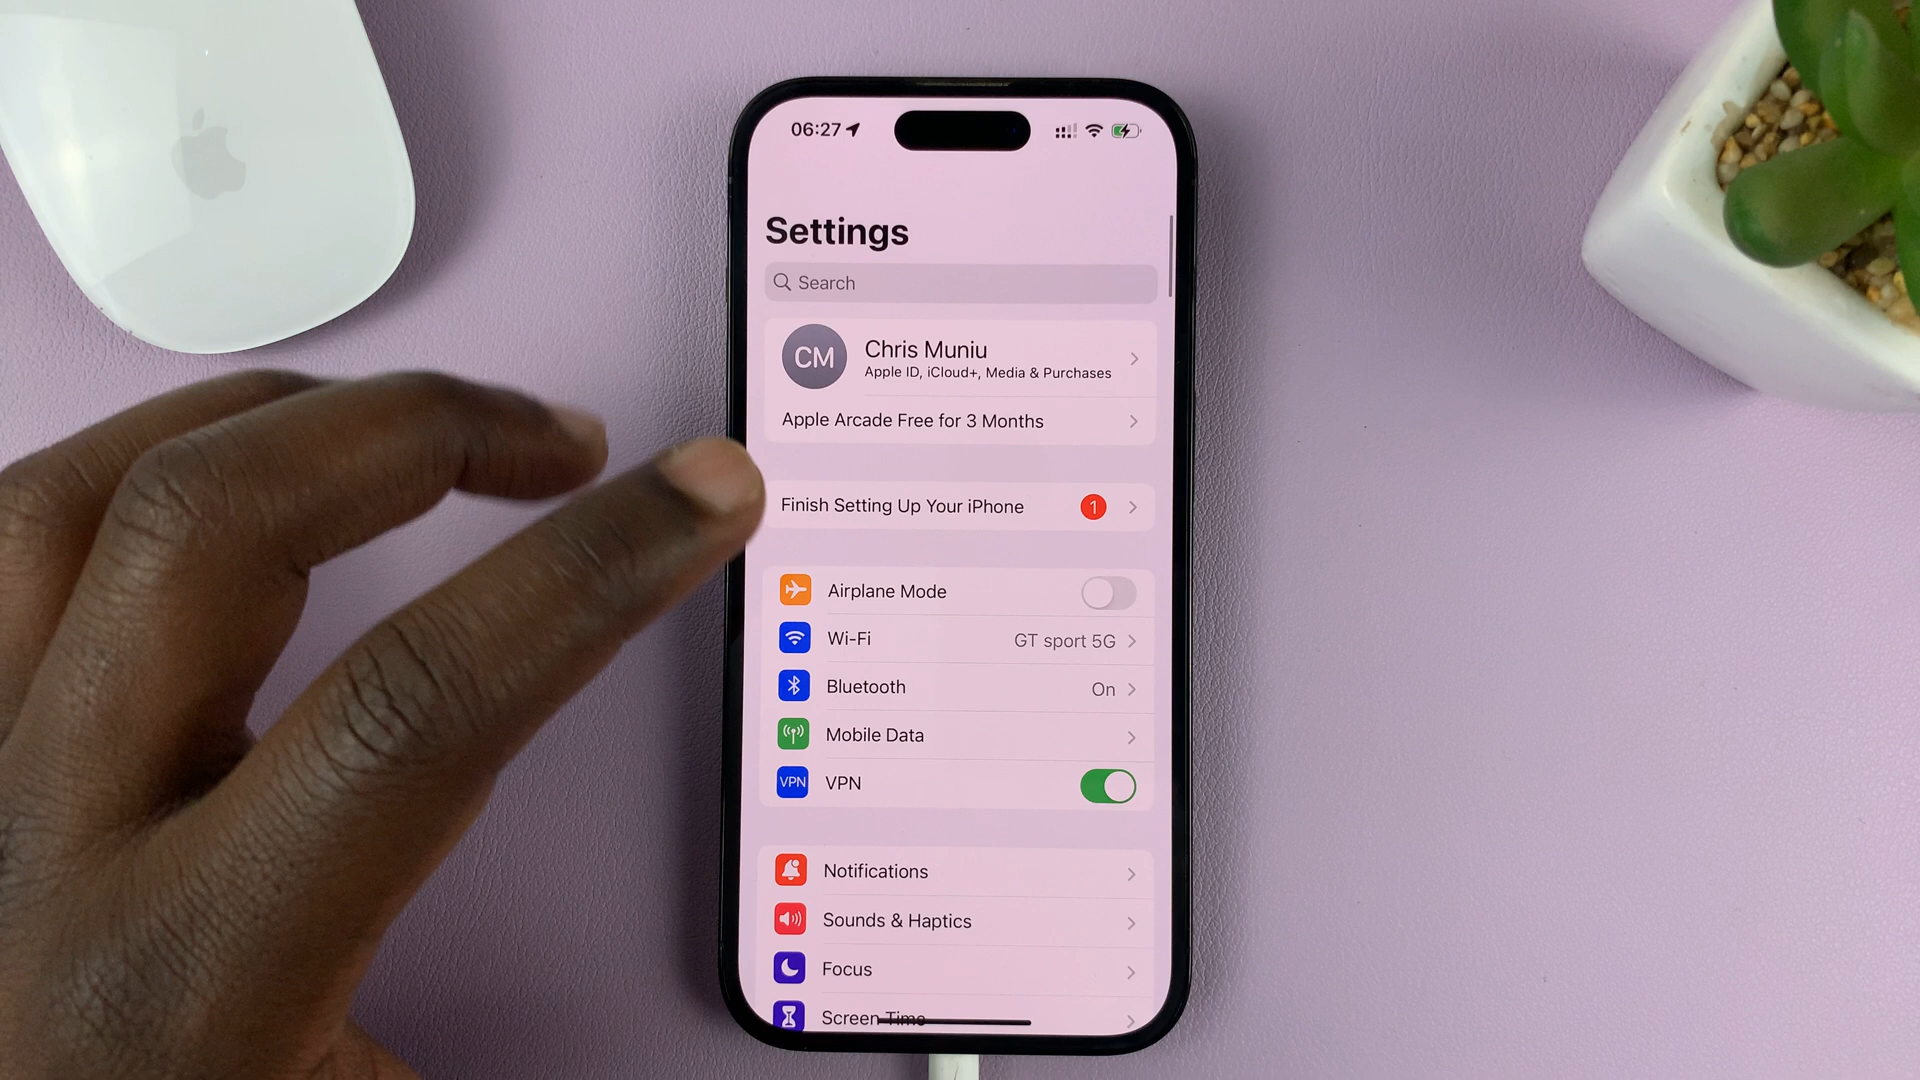 06:27
Settings
Search
CM
Chris Muniu
Apple ID, iCloud+, Media & Purchases
Apple Arcade Free for 3 Months
Finish Setting Up Your iPhone 1
Airplane Mode
Wi-Fi GT sport 5G
Bluetooth On
Mobile Data
VPN VPN
Notifications
Sounds & Haptics
Focus
Screen Time